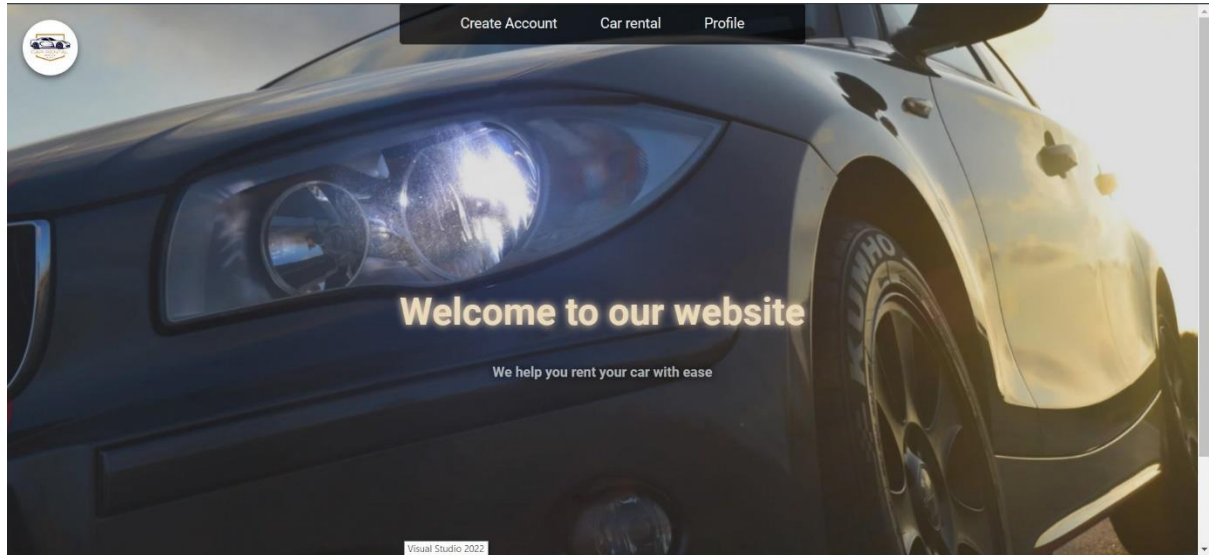 Create Account Car rental Profile
KUMHO
Welcome to our website
We help you rent your car with ease
Visual Studio 2022